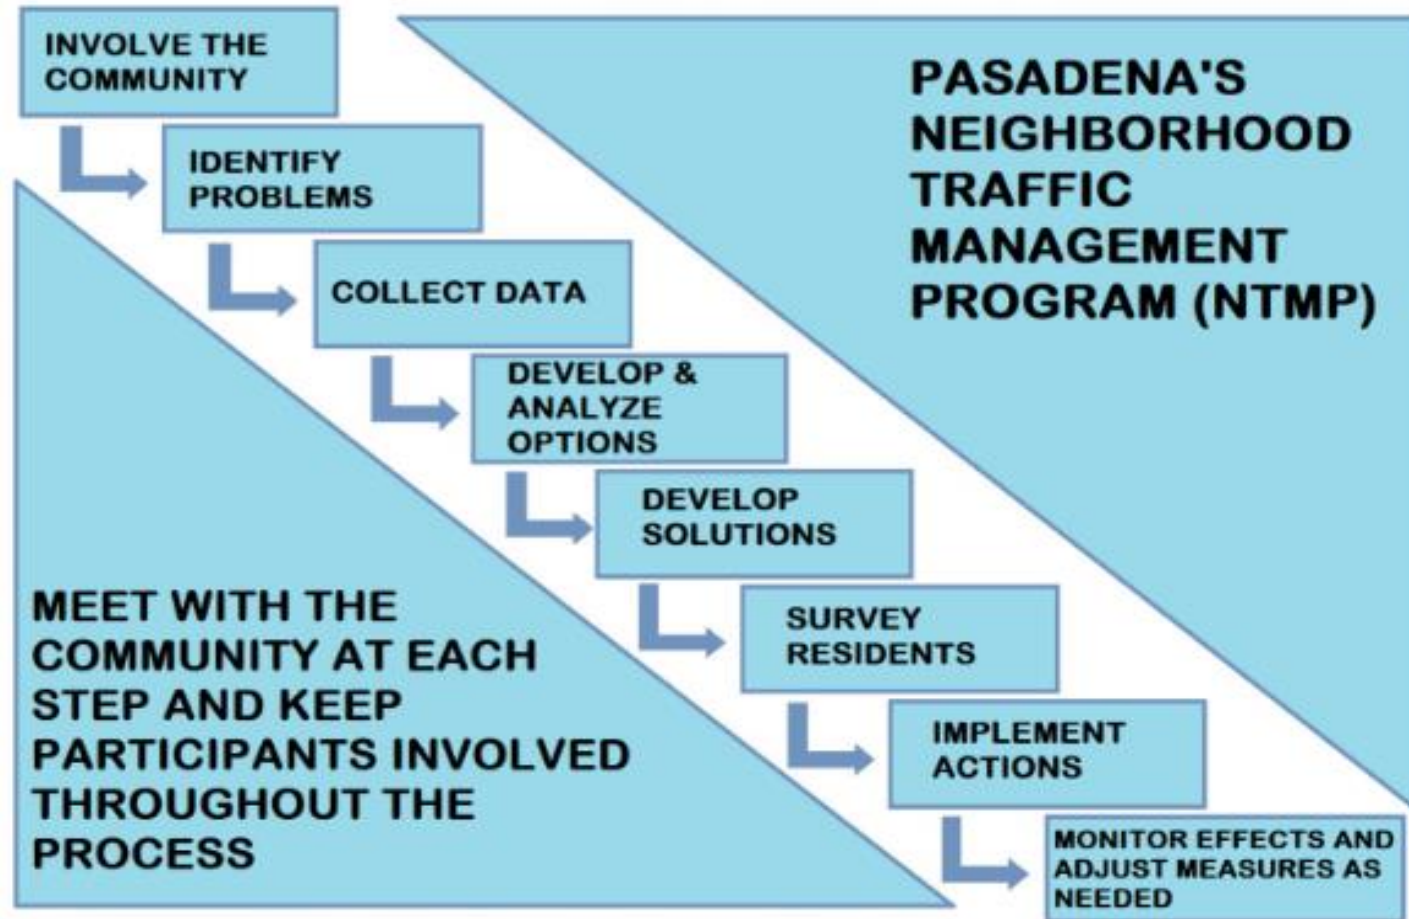 INVOLVE THE
COMMUNITY
PASADENA'S
NEIGHBORHOOD
TRAFFIC
MANAGEMENT
PROGRAM (NTMP)
IDENTIFY
PROBLEMS
COLLECT DATA
DEVELOP &
ANALYZE
OPTIONS
DEVELOP
SOLUTIONS
SURVEY
RESIDENTS
IMPLEMENT
ACTIONS
MONITOR EFFECTS AND
ADJUST MEASURES AS
NEEDED
MEET WITH THE
COMMUNITY AT EACH
STEP AND KEEP
PARTICIPANTS INVOLVED
THROUGHOUT THE
PROCESS